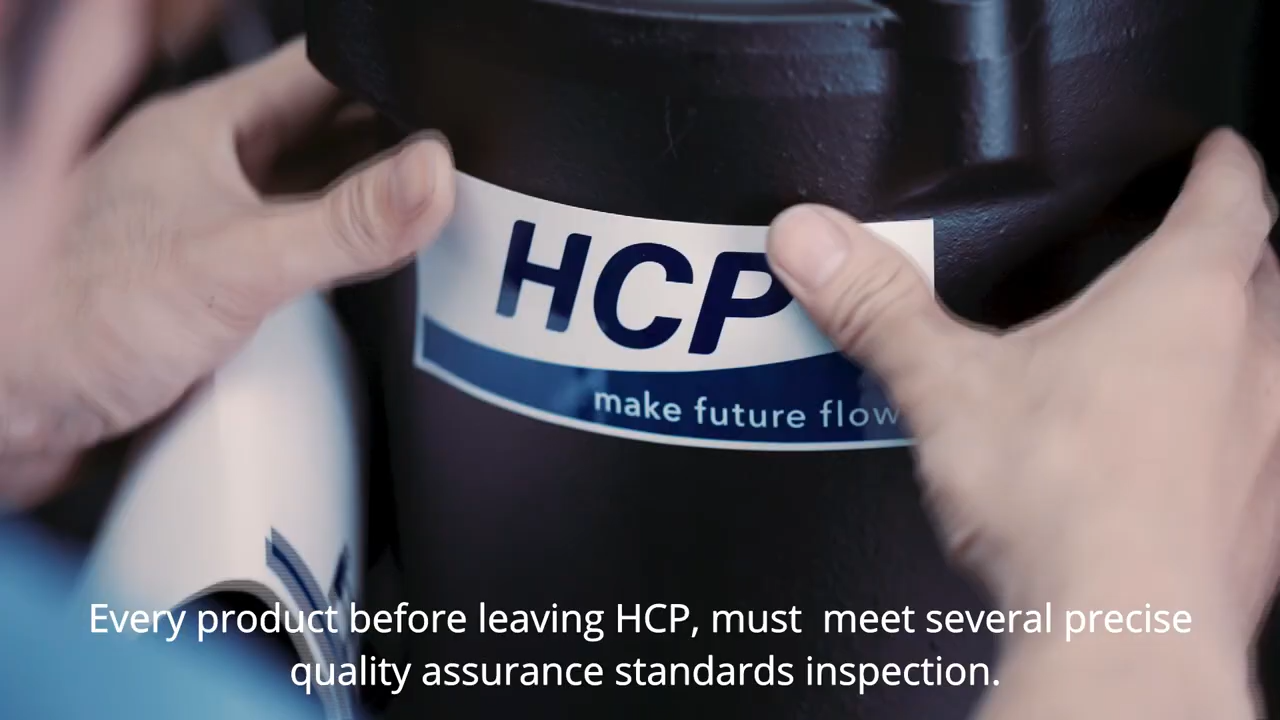 HCP
make future flow
Every product before leaving HCP, must  meet several precise
quality assurance standards inspection.